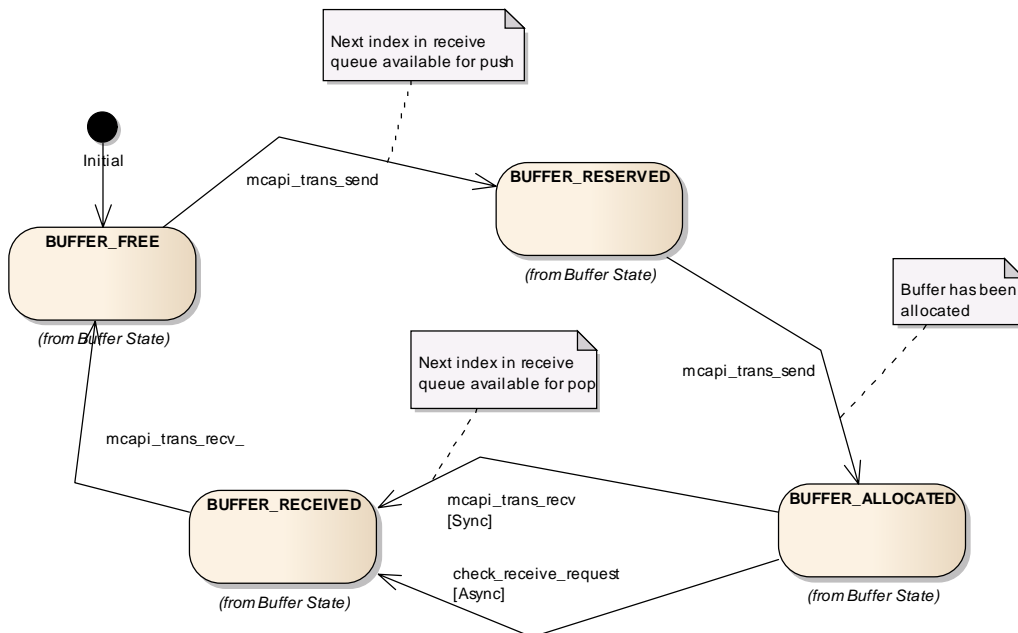 Next index in receive
queue available for push
Initial
mcapi_trans_send
BUFFER_RESERVED
(from Buffer State)
BUFFER_FREE
(from Buffer State)
Buffer has been
allocated
Next index in receive
queue available for pop
mcapi_trans_send
mcapi_trans_recv_
BUFFER_RECEIVED
(from Buffer State)
mcapi_trans_recv
[Sync]
BUFFER_ALLOCATED
(from Buffer State)
check_receive_request
[Async]